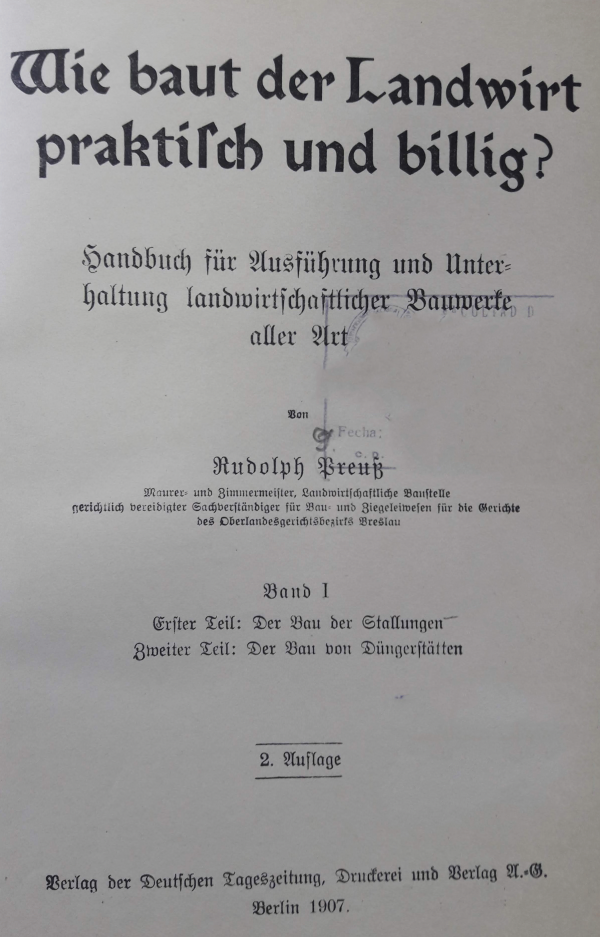 Wie baut der Landwirt
praktiſch und billig?
Handbuch für Ausführung und Unter-
haltung landwirtſchaftlicher Bauwerke
aller Art
Von
Fecha:
Rudolph Preuß
Maurer- und Zimmermeiſter, Landwirtſchaftliche Bauſtelle
gerichtlich vereidigter Sachverſtändiger für Bau- und Ziegeleiweſen für die Gerichte
des Oberlandesgerichtsbezirks Breslau
Band I
Erſter Teil: Der Bau der Stallungen
Zweiter Teil: Der Bau von Düngerſtätten
2. Auflage
Verlag der Deutſchen Tageszeitung, Druckerei und Verlag A.-G.
Berlin 1907.